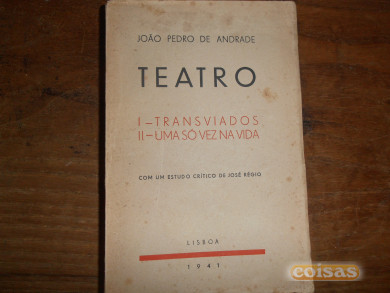 JOÃO PEDRO DE ANDRADE
TEATRO
I — TRANSVIADOS
II — UMA SÓ VEZ NA VIDA
COM UM ESTUDO CRÍTICO DE JOSÉ RÉGIO
LISBOA
1941
coisas